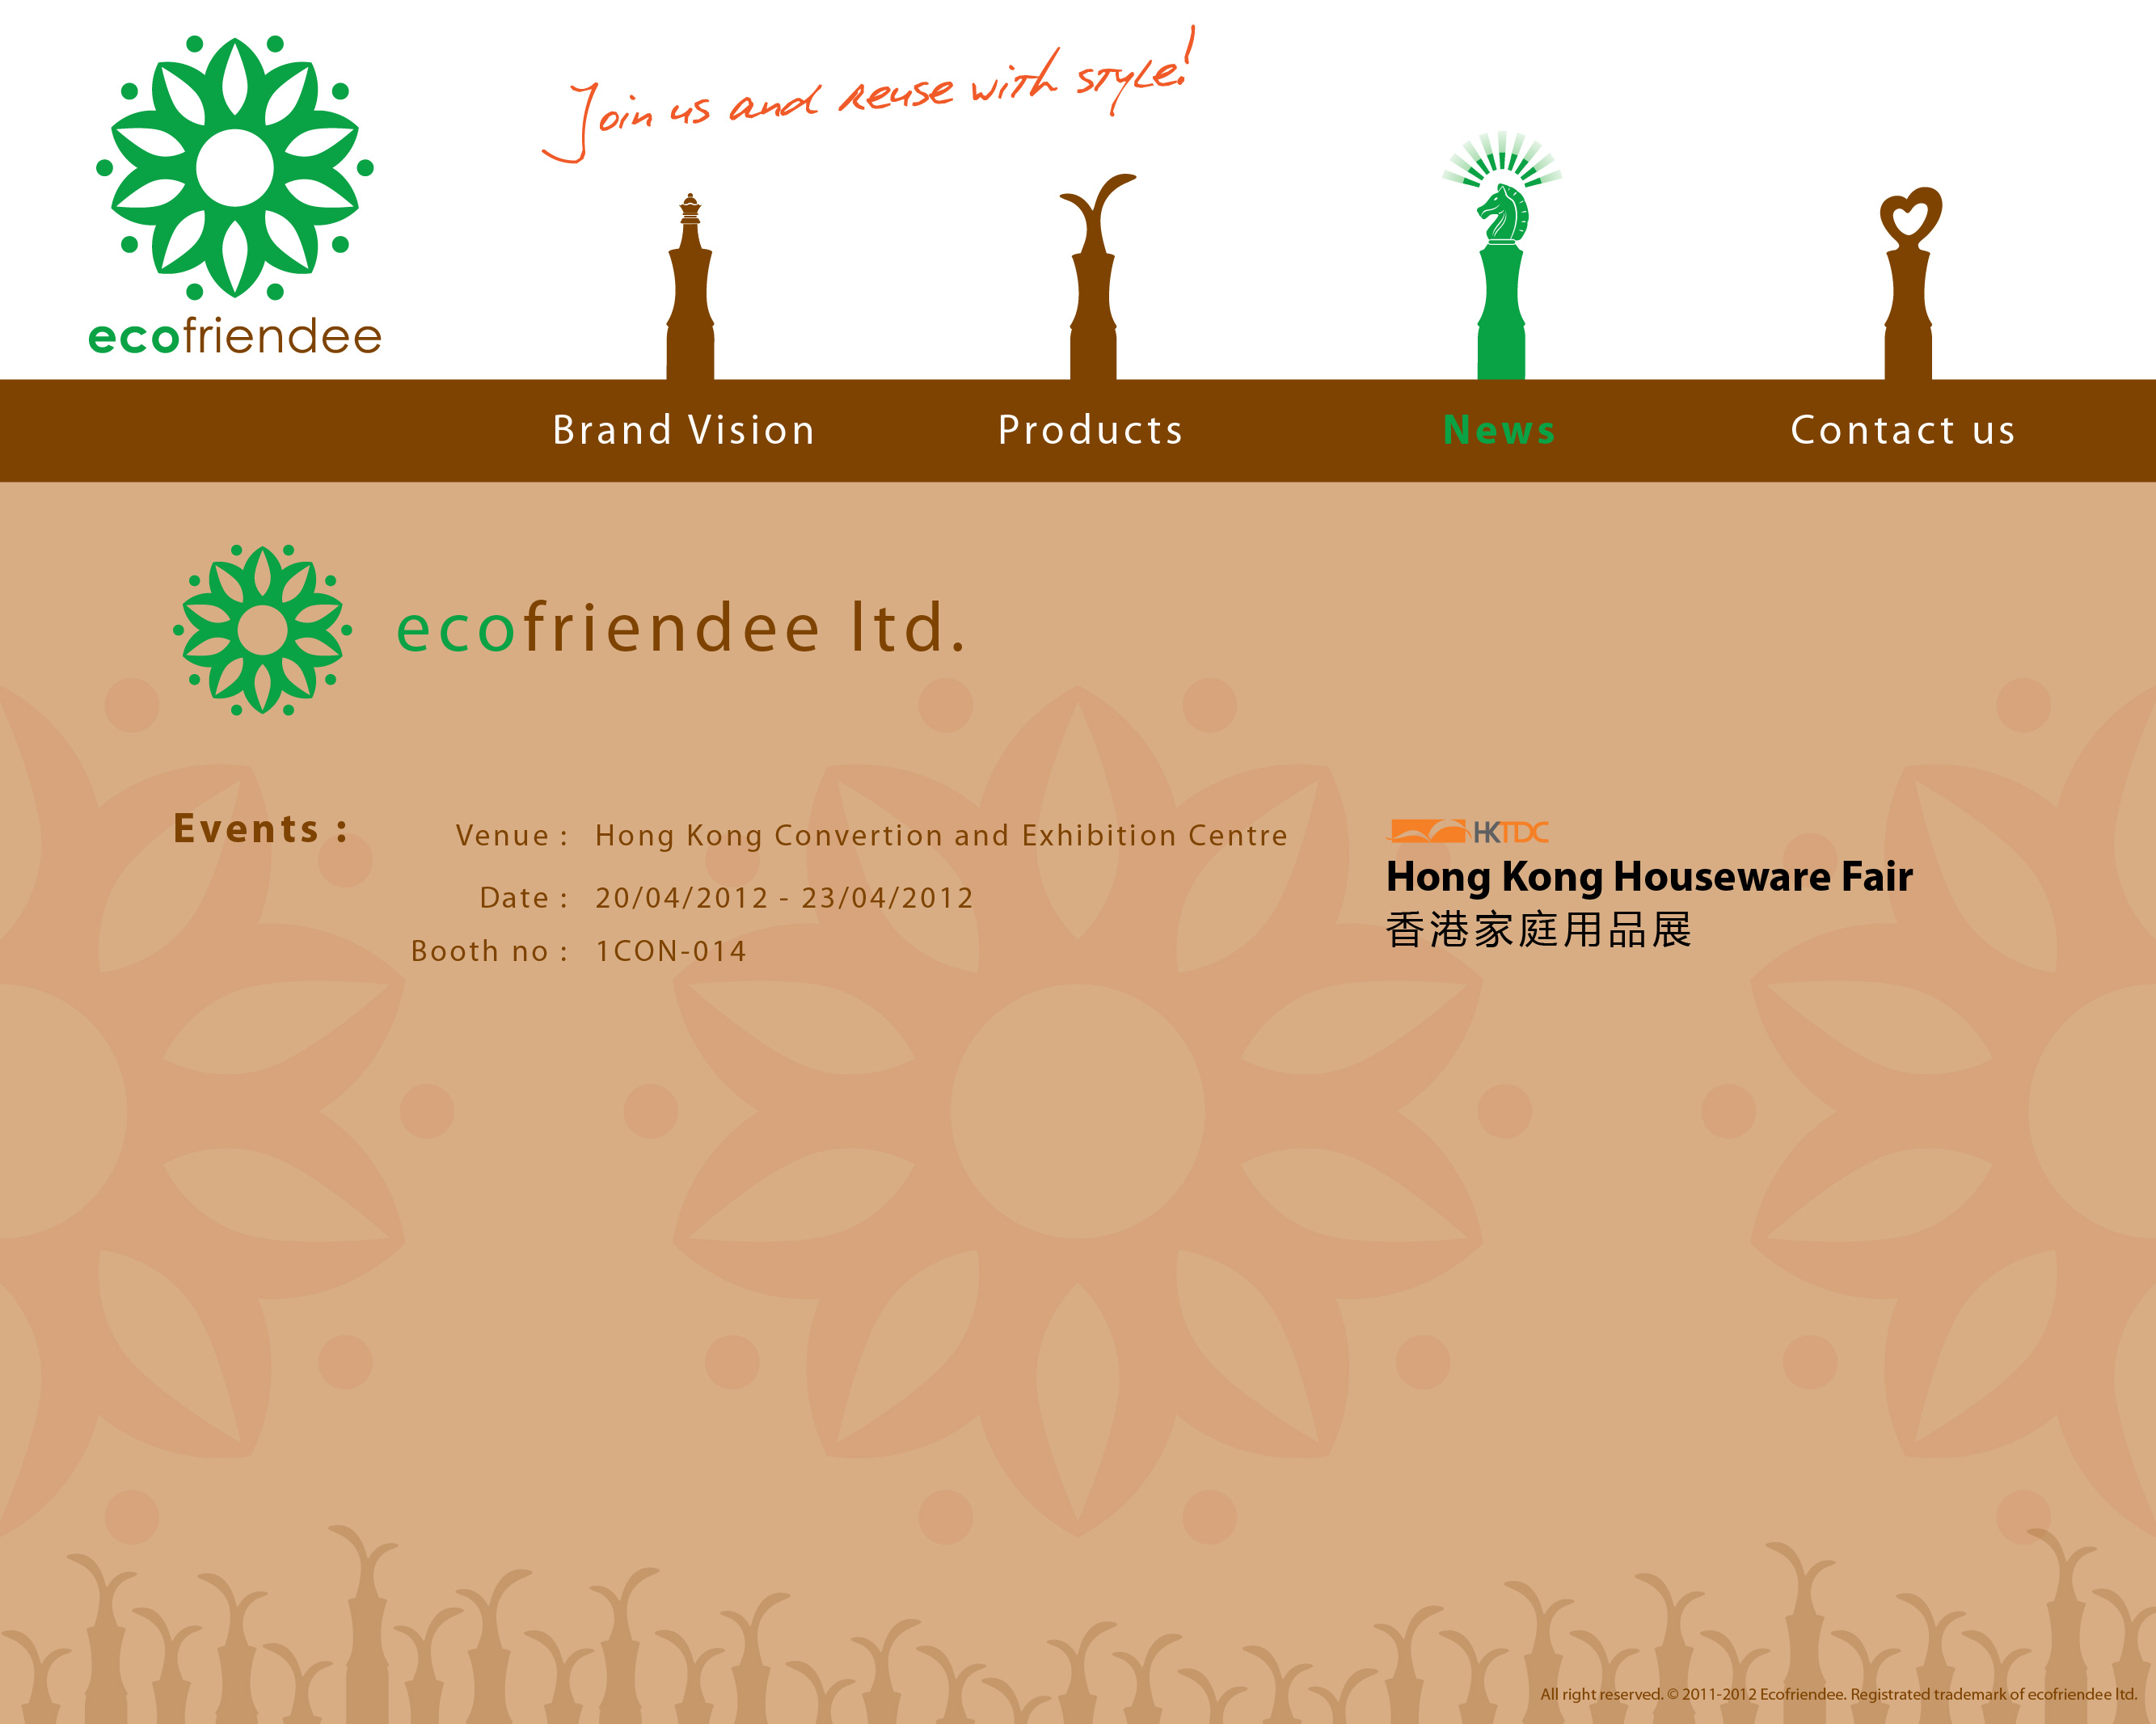 Join us and reuse with style!
ecofriendee
Brand Vision
Products
News
Contact us
ecofriendee ltd.
Events :
Venue : Hong Kong Convertion and Exhibition Centre
Date : 20/04/2012 - 23/04/2012
Booth no : 1CON-014
HKTDC
Hong Kong Houseware Fair
香港家庭用品展
All right reserved. © 2011-2012 Ecofriendee. Registrated trademark of ecofriendee ltd.